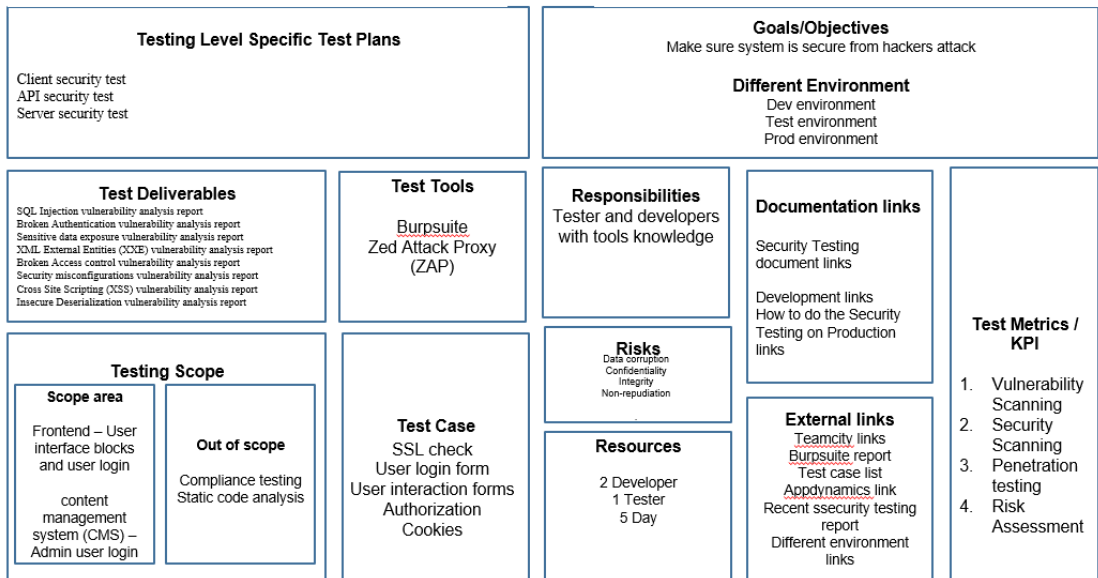 Testing Level Specific Test Plans
Client security test
API security test
Server security test
Goals/Objectives
Make sure system is secure from hackers attack
Different Environment
Dev environment
Test environment
Prod environment
Test Deliverables
SQL Injection vulnerability analysis report
Broken Authentication vulnerability analysis report
Sensitive data exposure vulnerability analysis report
XML External Entities (XXE) vulnerability analysis report
Broken Access control vulnerability analysis report
Security misconfigurations vulnerability analysis report
Cross Site Scripting (XSS) vulnerability analysis report
Insecure Deserialization vulnerability analysis report
Test Tools
Burpsuite
Zed Attack Proxy
(ZAP)
Responsibilities
Tester and developers
with tools knowledge
Documentation links
Security Testing
document links
Development links
How to do the Security
Testing on Production
links
Test Metrics /
KPI
1. Vulnerability
Scanning
2. Security
Scanning
3. Penetration
testing
4. Risk
Assessment
Testing Scope
Scope area
Frontend – User
interface blocks
and user login
content
management
system (CMS) –
Admin user login
Out of scope
Compliance testing
Static code analysis
Test Case
SSL check
User login form
User interaction forms
Authorization
Cookies
Risks
Data corruption
Confidentiality
Integrity
Non-repudiation
.
Resources
2 Developer
1 Tester
5 Day
External links
Teamcity links
Burpsuite report
Test case list
Appdynamics link
Recent ssecurity testing
report
Different environment
links